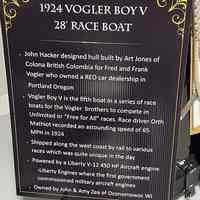 1924 VOGLER BOY V
28' RACE BOAT
· John Hacker designed hull built by Art Jones of
Colona British Colombia for Fred and Frank
Vogler who owned a REO car dealership in
Portland Oregon
· Vogler Boy V is the fifth boat in a series of race
boats for the Vogler brothers to compete in
Unlimited or "Free for All" races. Race driver Orth
Mathiot recorded an astounding speed of 65
MPH in 1924
· Shipped along the west coast by rail to various
races which was quite unique in the day
· Powered by a Liberty V-12 450 HP Aircraft engine
· Liberty Engines where the first government
commissioned military aircraft engines
· Owned by John & Amy Zea of Oconomowoc WI